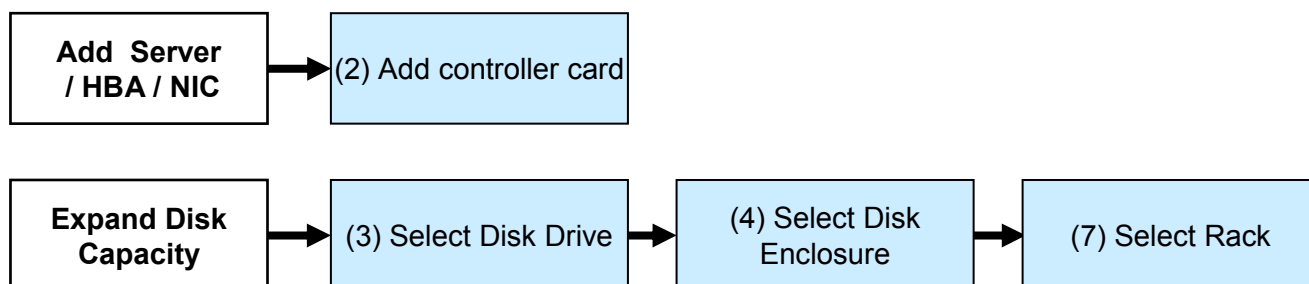 Add Server
/ HBA / NIC
(2) Add controller card
Expand Disk
Capacity
(3) Select Disk Drive
(4) Select Disk
Enclosure
(7) Select Rack